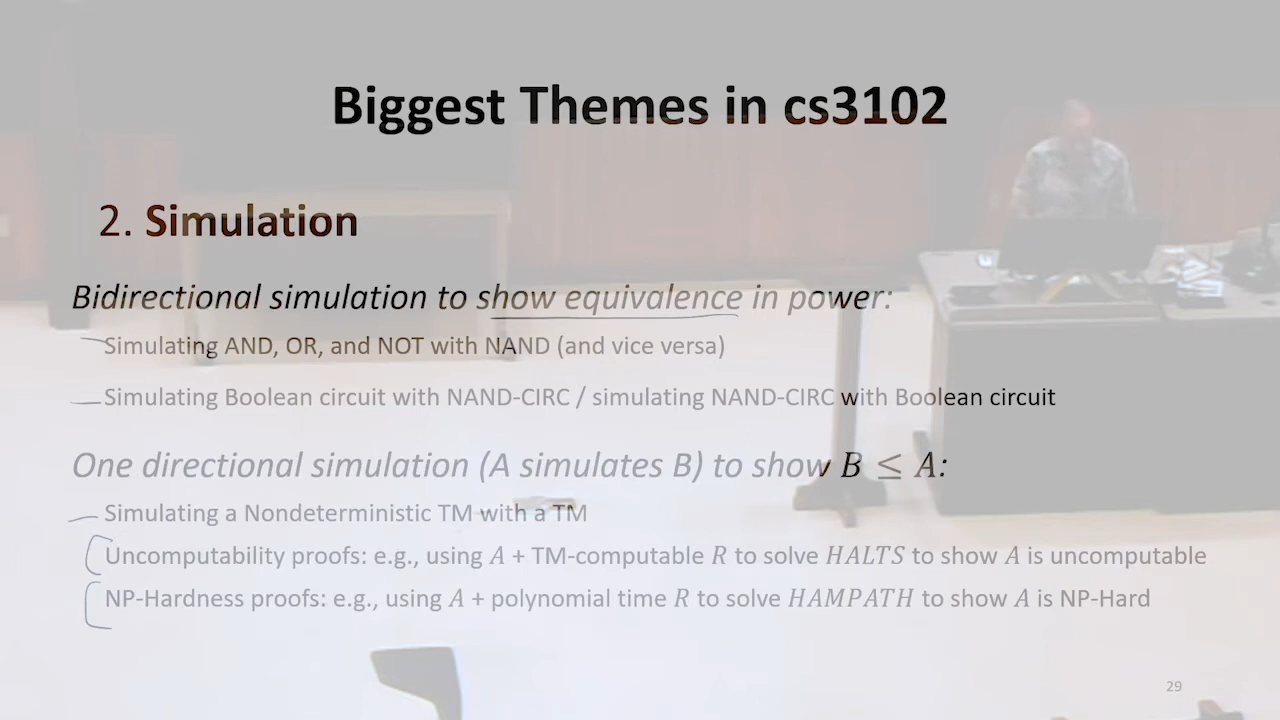 Biggest Themes in cs3102
2. Simulation
Bidirectional simulation to show equivalence in power:
Simulating AND, OR, and NOT with NAND (and vice versa)
Simulating Boolean circuit with NAND-CIRC / simulating NAND-CIRC with Boolean circuit
One directional simulation (A simulates B) to show B ≤ A:
Simulating a Nondeterministic TM with a TM
Uncomputability proofs: e.g., using A + TM-computable R to solve HALTS to show A is uncomputable
NP-Hardness proofs: e.g., using A + polynomial time R to solve HAMPATH to show A is NP-Hard
29